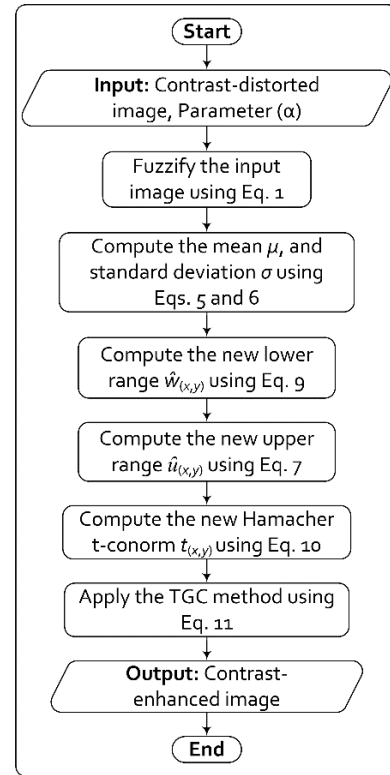 Start
Input: Contrast-distorted
image, Parameter (α)
Fuzzify the input
image using Eq. 1
Compute the mean μ, and
standard deviation σ using
Eqs. 5 and 6
Compute the new lower
range ŵ(x,y) using Eq. 9
Compute the new upper
range û(x,y) using Eq. 7
Compute the new Hamacher
t-conorm t(x,y) using Eq. 10
Apply the TGC method using
Eq. 11
Output: Contrast-
enhanced image
End